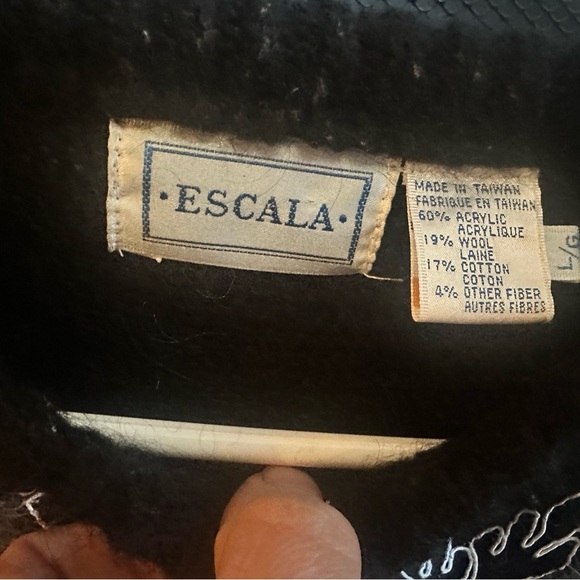 · ESCALA ·
MADE IN TAIWAN
FABRIQUE EN TAIWAN
60% ACRYLIC
ACRYLIQUE
19% WOOL
LAINE
17% COTTON
COTON
4% OTHER FIBER
AUTRES FIBRES
L/G